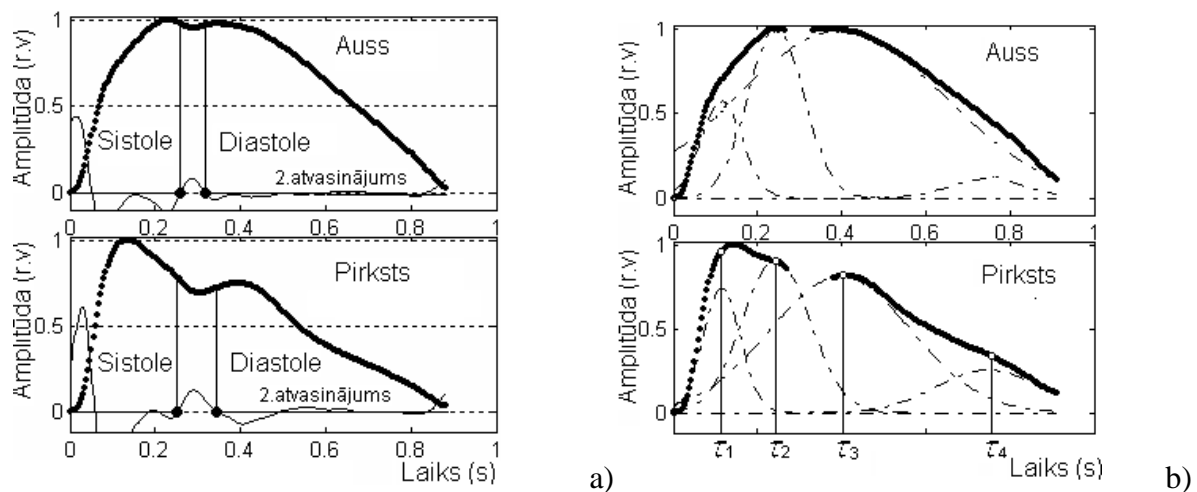 Amplitūda (r.v)
1
0.5
0
Auss
Sistole
Diastole
2.atvasinājums
0 0.2 0.4 0.6 0.8 1
Amplitūda (r.v)
1
0.5
0
Pirksts
Sistole
Diastole
2.atvasinājums
0 0.2 0.4 0.6 0.8 1
Laiks (s)
a)
Amplitūda (r.v)
1
0.5
0
Auss
0 0.2 0.4 0.6 0.8 1
Amplitūda (r.v)
1
0.5
0
Pirksts
τ1 τ2 τ3 τ4
Laiks (s)
b)